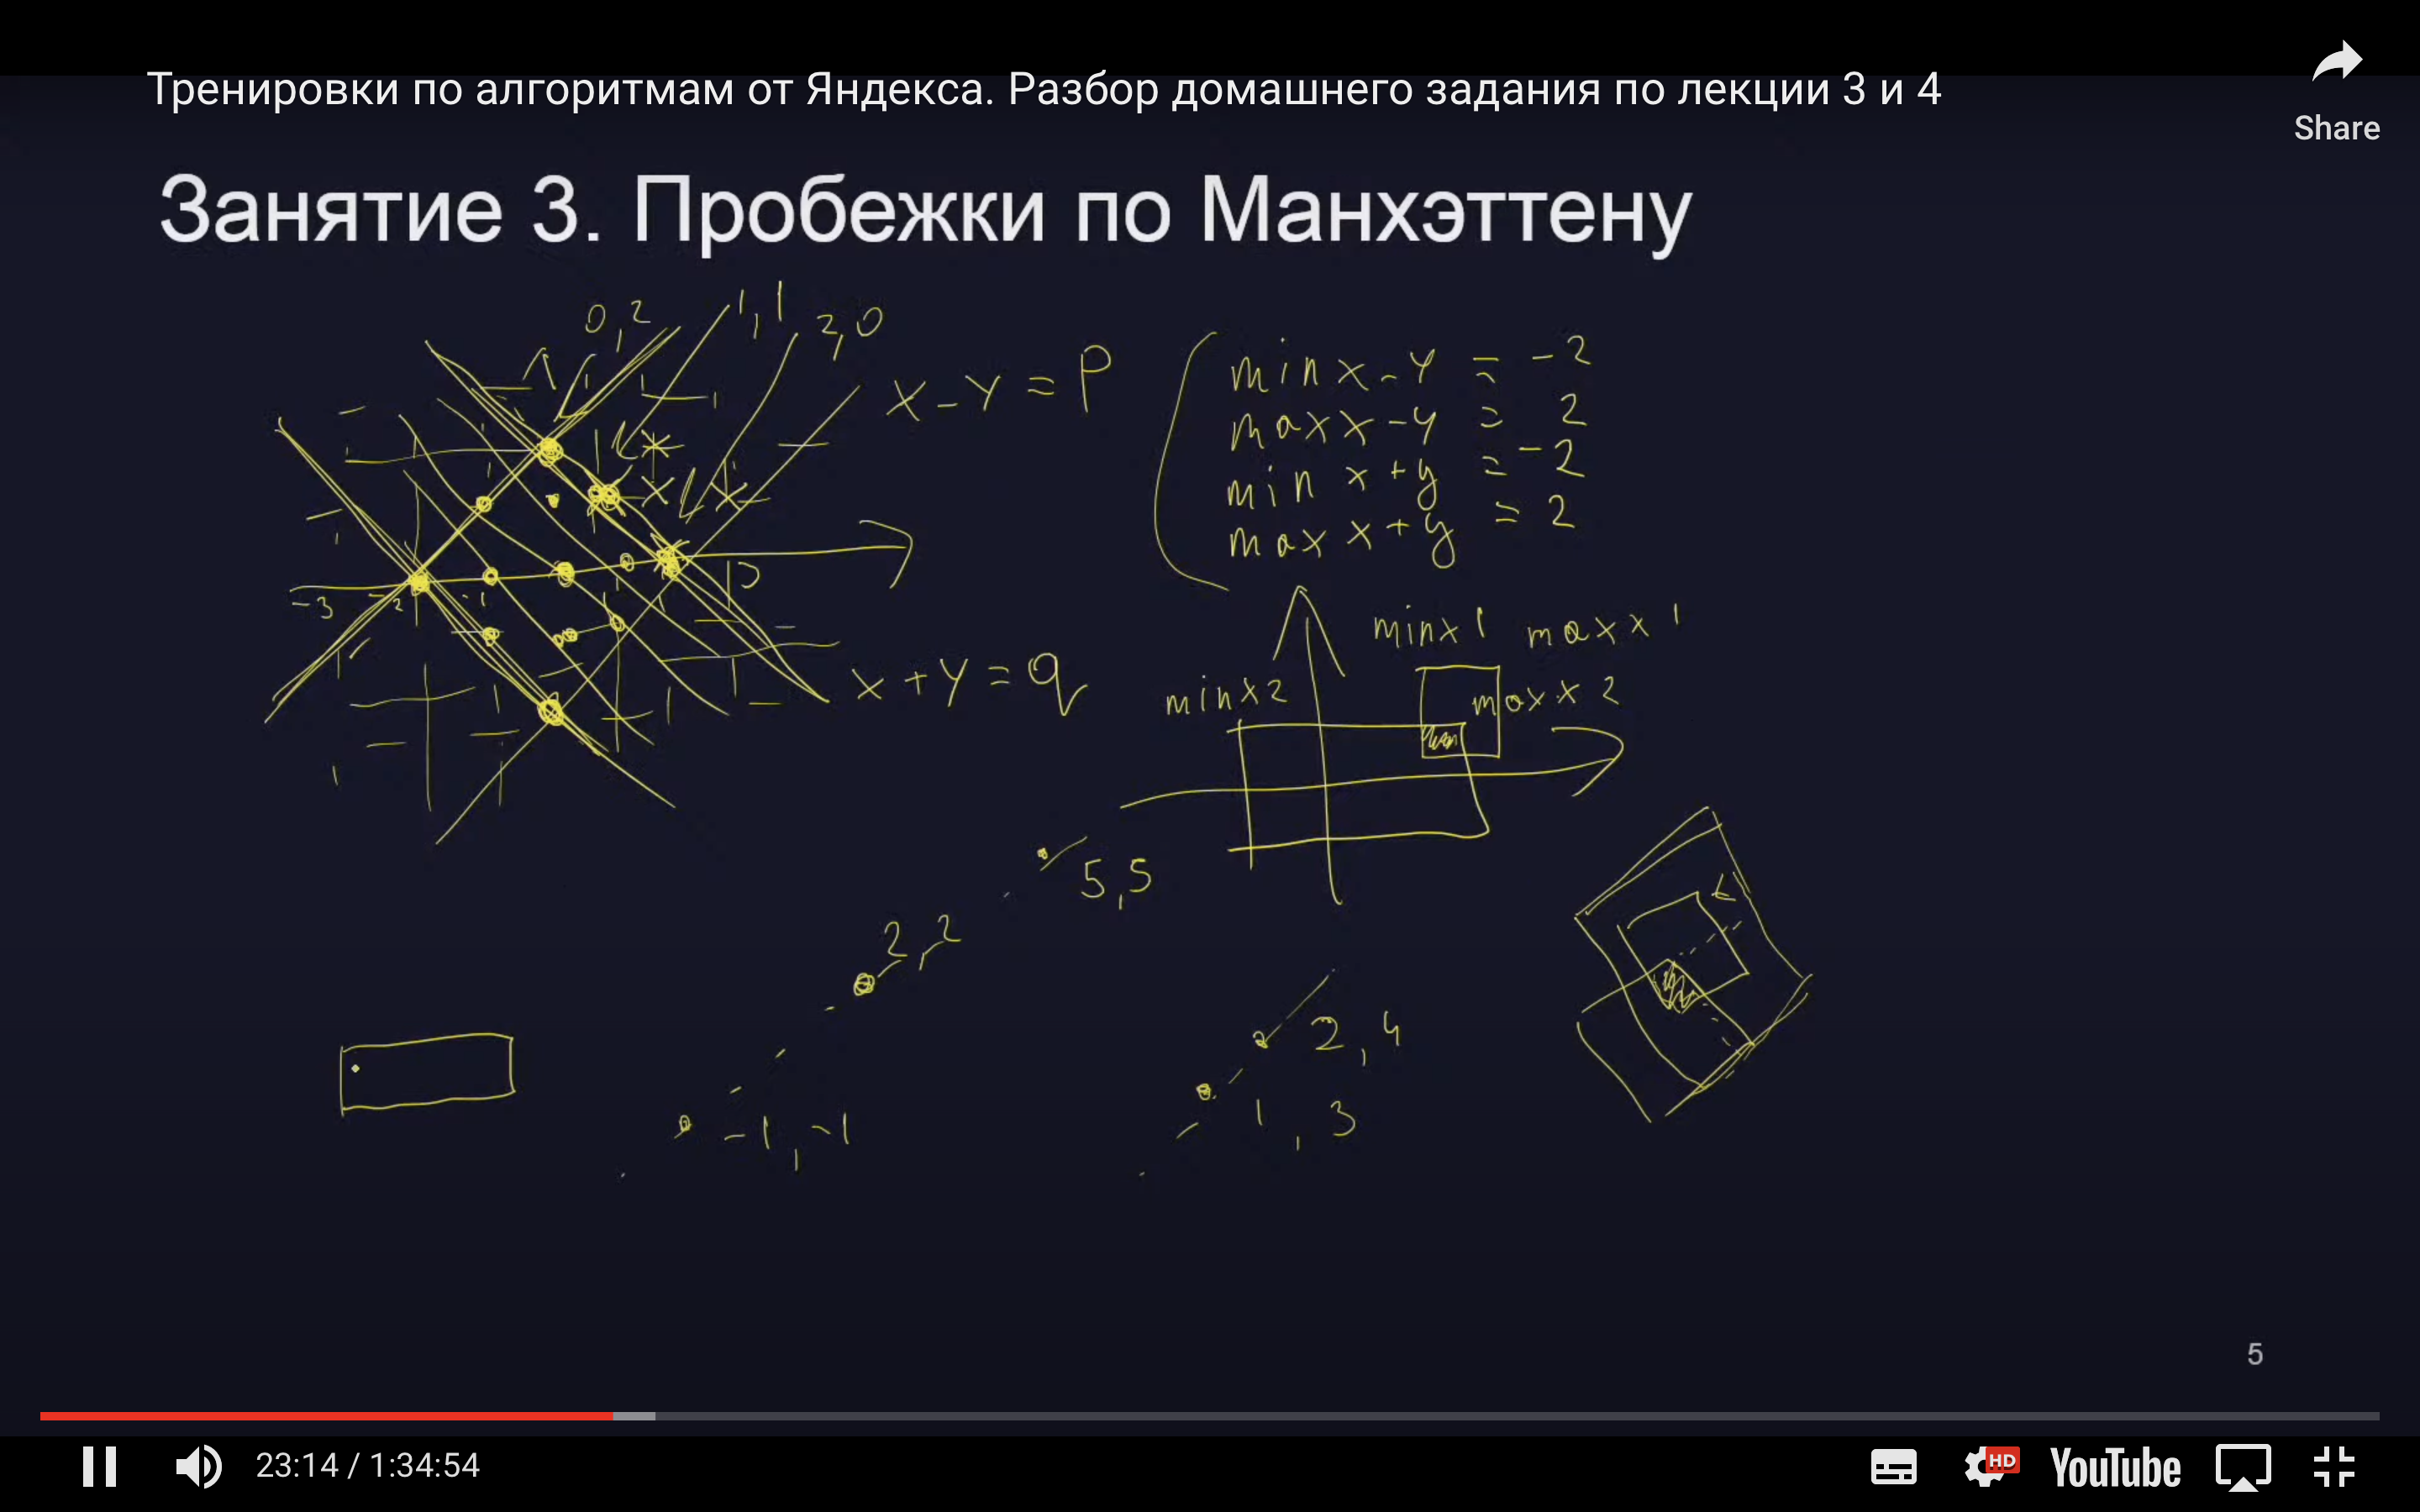 Тренировки по алгоритмам от Яндекса. Разбор домашнего задания по лекции 3 и 4
Share
Занятие 3. Пробежки по Манхэттену
0,2
1,1
2,0
x - y = p
min x - y = -2
max x - y = 2
min x + y = -2
max x + y = 2
-3 -2 -1
x + y = q
min x 1 max x 1
min x 2 max x 2
5,5
2,2
2,4
-1,-1
1,3
5
23:14 / 1:34:54
HD
YouTube